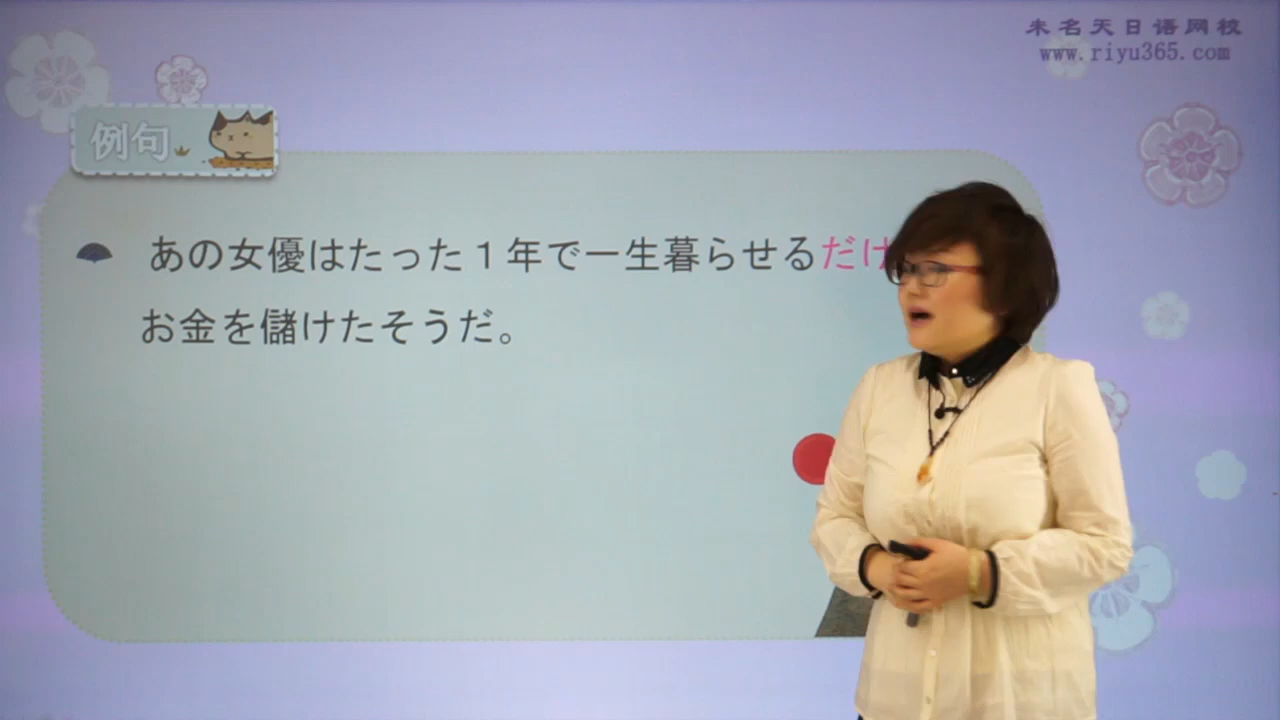 未名天日语网校
www.riyu365.com
例句
あの女優はたった１年で一生暮らせるだけ
お金を儲けたそうだ。